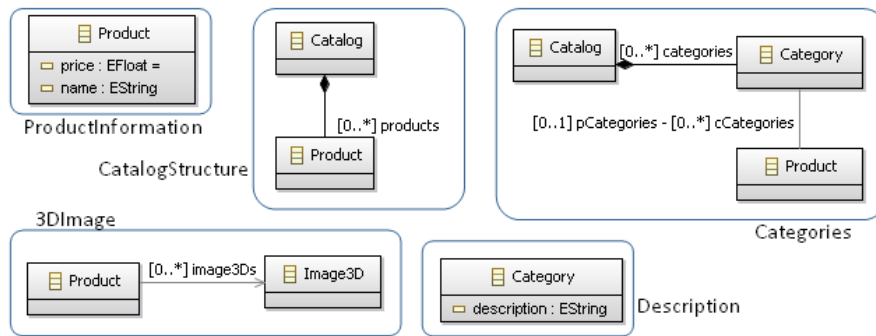 Product
price : EFloat =
name : EString
ProductInformation
Catalog
[0..*] products
Product
CatalogStructure
Catalog
[0..*] categories
Category
[0..1] pCategories - [0..*] cCategories
Product
Categories
3DImage
Product
[0..*] image3Ds
Image3D
Category
description : EString
Description